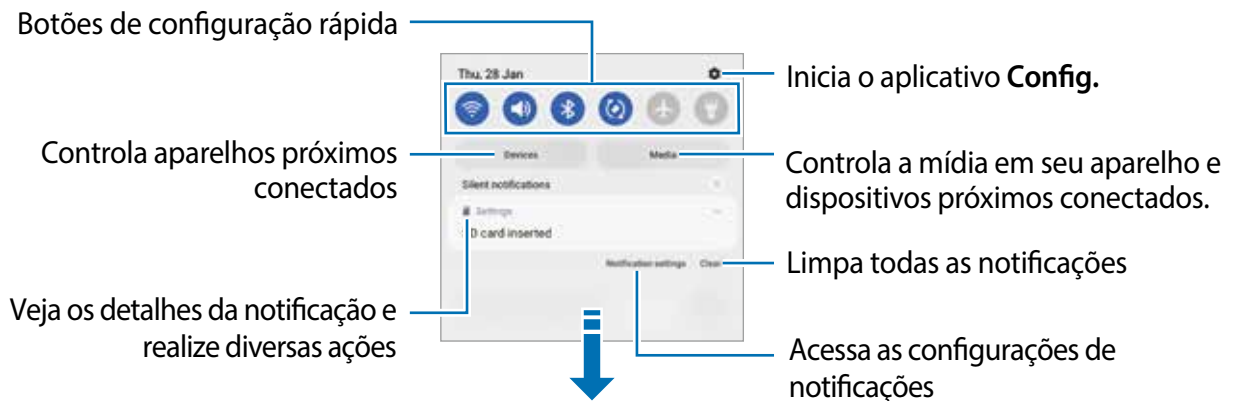 Botões de configuração rápida
Thu, 28 Jan
Inicia o aplicativo Config.
Controla aparelhos próximos
conectados
Devices
Media
Controla a mídia em seu aparelho e
dispositivos próximos conectados.
Silent notifications
Settings
D card inserted
Notification settings Clear
Limpa todas as notificações
Veja os detalhes da notificação e
realize diversas ações
Acessa as configurações de
notificações